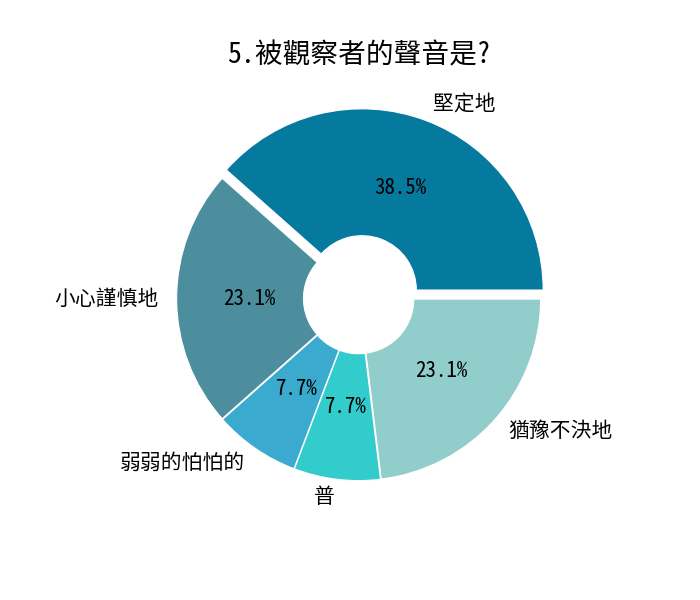 5.被觀察者的聲音是?
堅定地
38.5%
小心謹慎地
23.1%
23.1%
7.7%
7.7%
猶豫不決地
弱弱的怕怕的
普